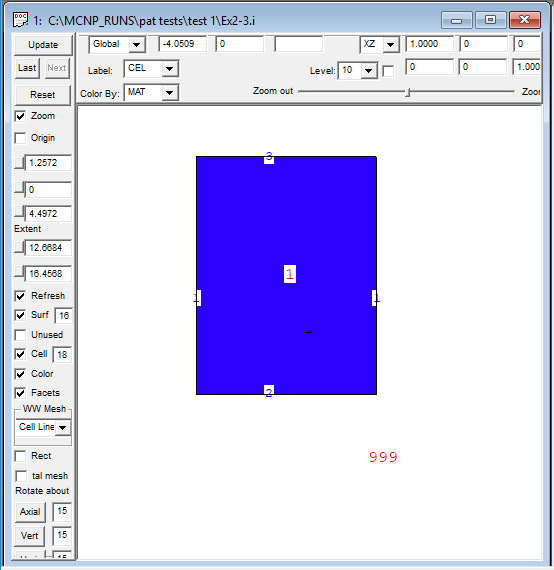 1: C:\MCNP_RUNS\pat tests\test 1\Ex2-3.i
Update
Global -4.0509 0 XZ 1.0000 0 0
Last Next
Label: CEL Level: 10 0 0 1.000
Reset
Color By: MAT Zoom out
Zoom
Origin
1.2572
0
4.4972
Extent
12.6684
16.4568
Refresh
Surf 16
Unused
Cell 18
Color
Facets
WW Mesh
Cell Line
Rect
tal mesh
Rotate about
Axial 15
Vert 15
15
3
1
1 1
2
999